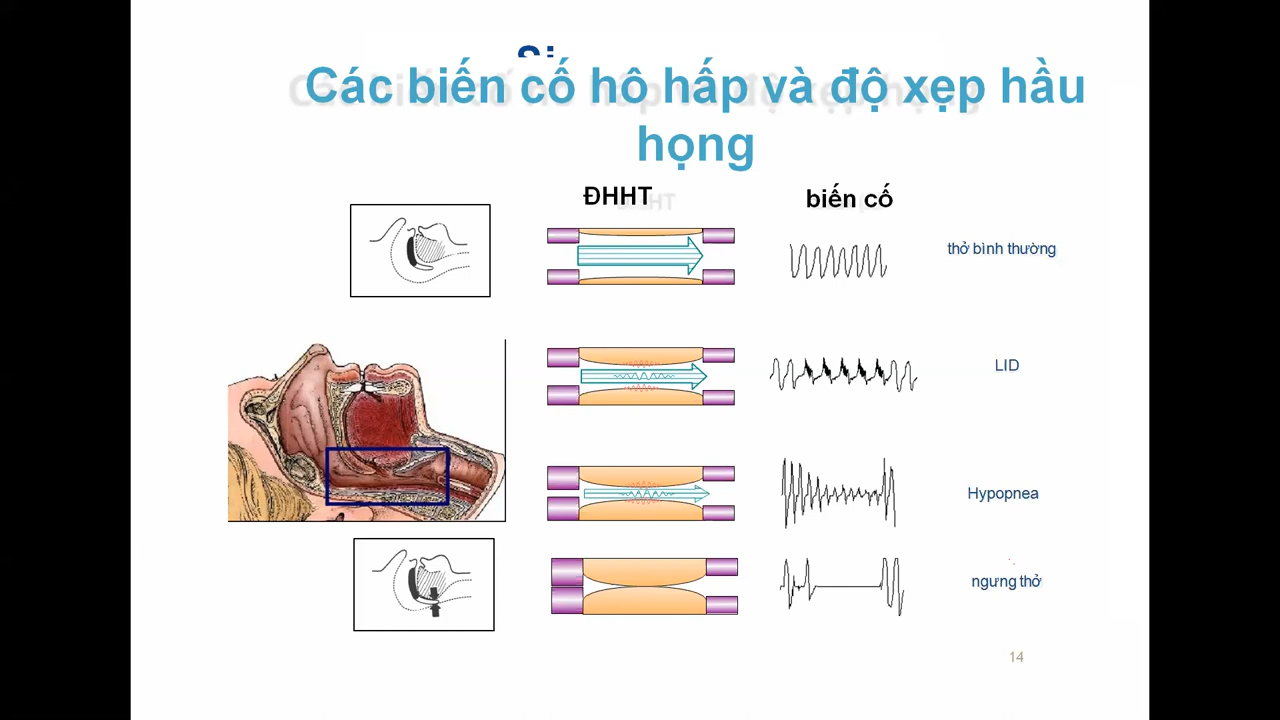 Các biến cố hô hấp và độ xẹp hầu
họng
ĐHHT
biến cố
thở bình thường
LID
Hypopnea
ngưng thở
14